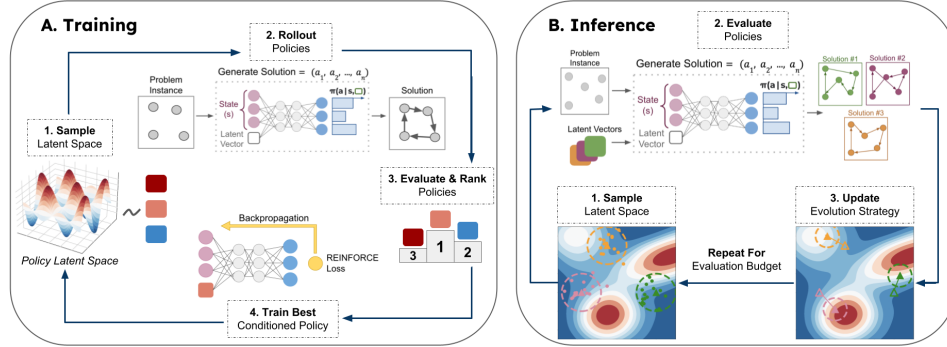 A. Training
2. Rollout
Policies
Problem
Instance
Generate Solution = (a1, a2, ..., an)
π(a|s,▢)
State
(s)
Latent
Vector
Solution
1. Sample
Latent Space
Policy Latent Space
~
3. Evaluate & Rank
Policies
3
1
2
Backpropagation
REINFORCE
Loss
4. Train Best
Conditioned Policy
B. Inference
2. Evaluate
Policies
Problem
Instance
Generate Solution = (a1, a2, ..., an)
π(a|s,▢)
State
(s)
Latent
Vector
Latent Vectors
Solution #1
Solution #2
Solution #3
1. Sample
Latent Space
3. Update
Evolution Strategy
Repeat For
Evaluation Budget